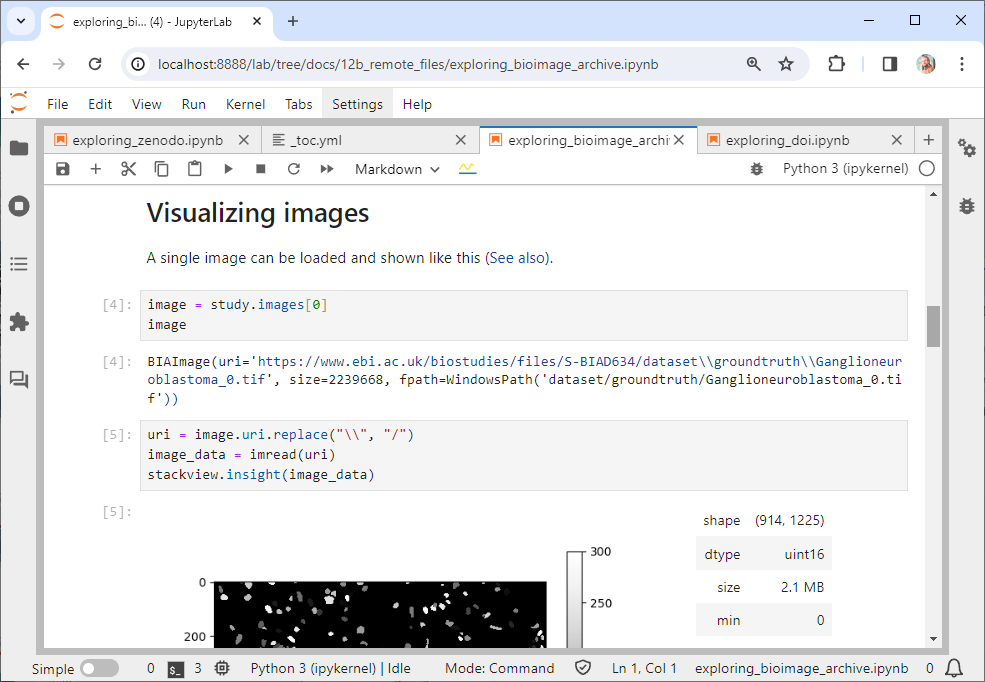 exploring_bi... (4) - JupyterLab
localhost:8888/lab/tree/docs/12b_remote_files/exploring_bioimage_archive.ipynb
File Edit View Run Kernel Tabs Settings Help
exploring_zenodo.ipynb _toc.yml exploring_bioimage_archi exploring_doi.ipynb
Markdown Python 3 (ipykernel)
Visualizing images
A single image can be loaded and shown like this (See also).
[4]: image = study.images[0]
image
[4]: BIAImage(uri='https://www.ebi.ac.uk/biostudies/files/S-BIAD634/dataset\\groundtruth\\Ganglioneur
oblastoma_0.tif', size=2239668, fpath=WindowsPath('dataset/groundtruth/Ganglioneuroblastoma_0.ti
f'))
[5]: uri = image.uri.replace("\\", "/")
image_data = imread(uri)
stackview.insight(image_data)
[5]:
shape (914, 1225)
dtype uint16
size 2.1 MB
min 0
300
250
0
200
Simple 0 $_ 3 Python 3 (ipykernel) | Idle Mode: Command Ln 1, Col 1 exploring_bioimage_archive.ipynb 0